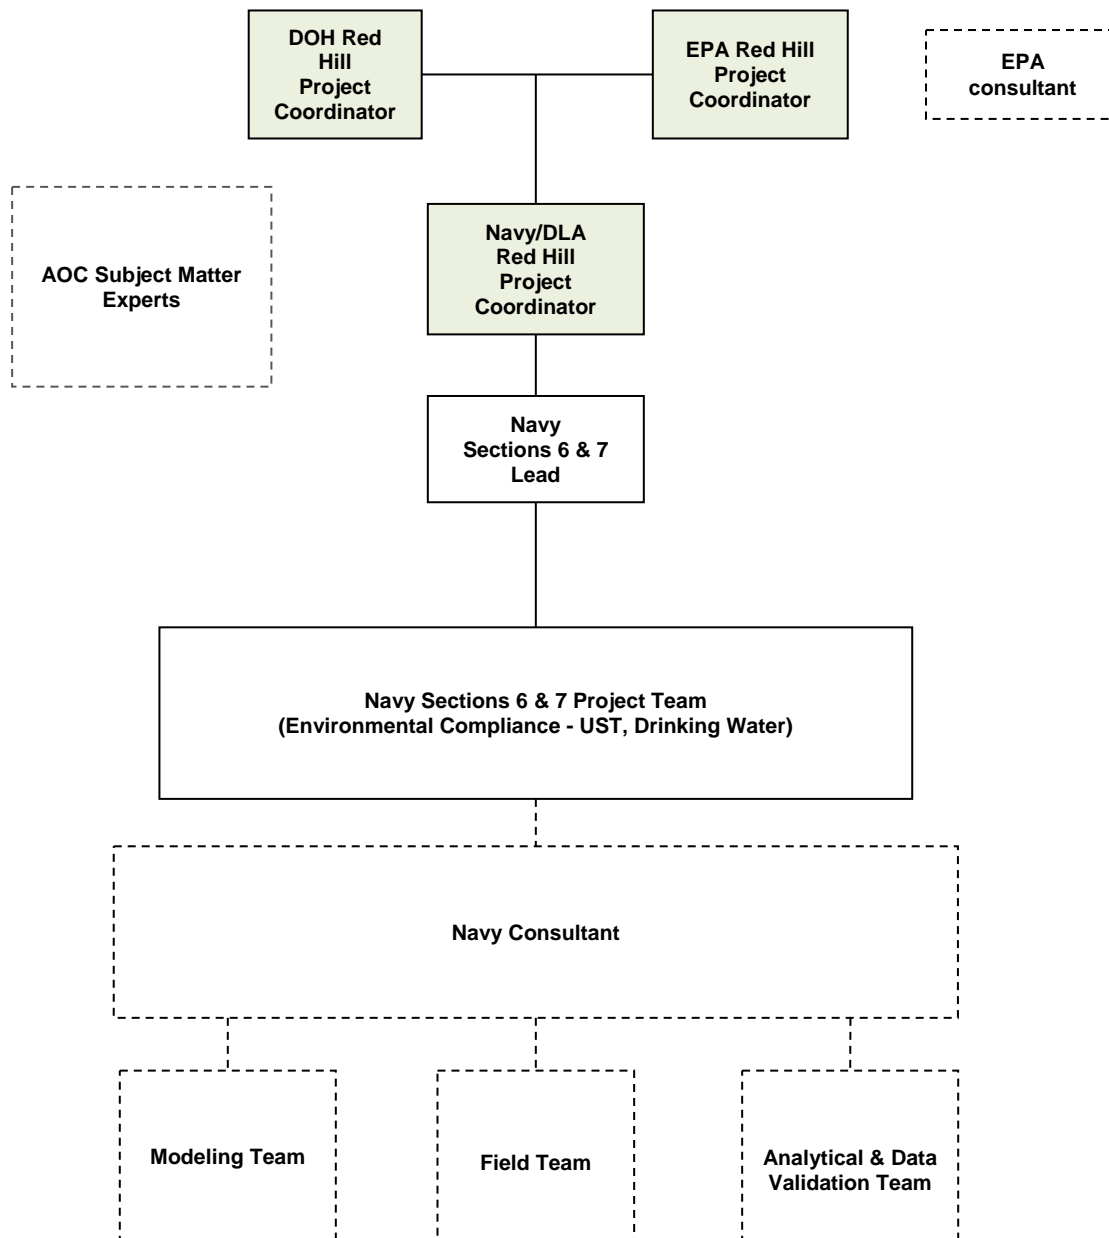 DOH Red
Hill
Project
Coordinator
EPA Red Hill
Project
Coordinator
EPA
consultant
AOC Subject Matter
Experts
Navy/DLA
Red Hill
Project
Coordinator
Navy
Sections 6 & 7
Lead
Navy Sections 6 & 7 Project Team
(Environmental Compliance - UST, Drinking Water)
Navy Consultant
Modeling Team
Field Team
Analytical & Data
Validation Team